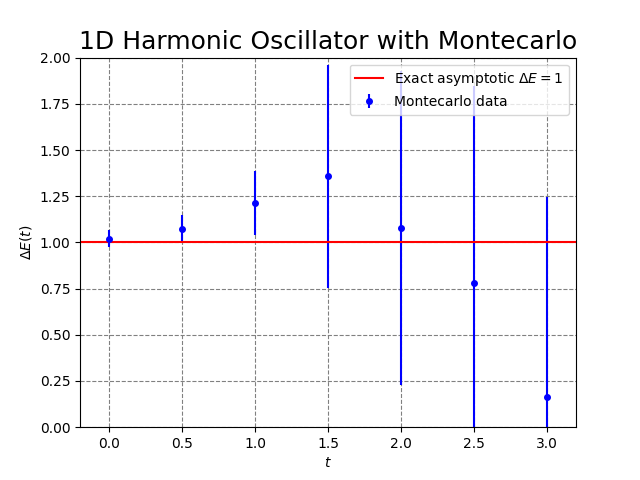 1D Harmonic Oscillator with Montecarlo
Exact asymptotic ΔE = 1
Montecarlo data
2.00
1.75
1.50
1.25
1.00
0.75
0.50
0.25
0.00
ΔE(t)
0.0 0.5 1.0 1.5 2.0 2.5 3.0
t